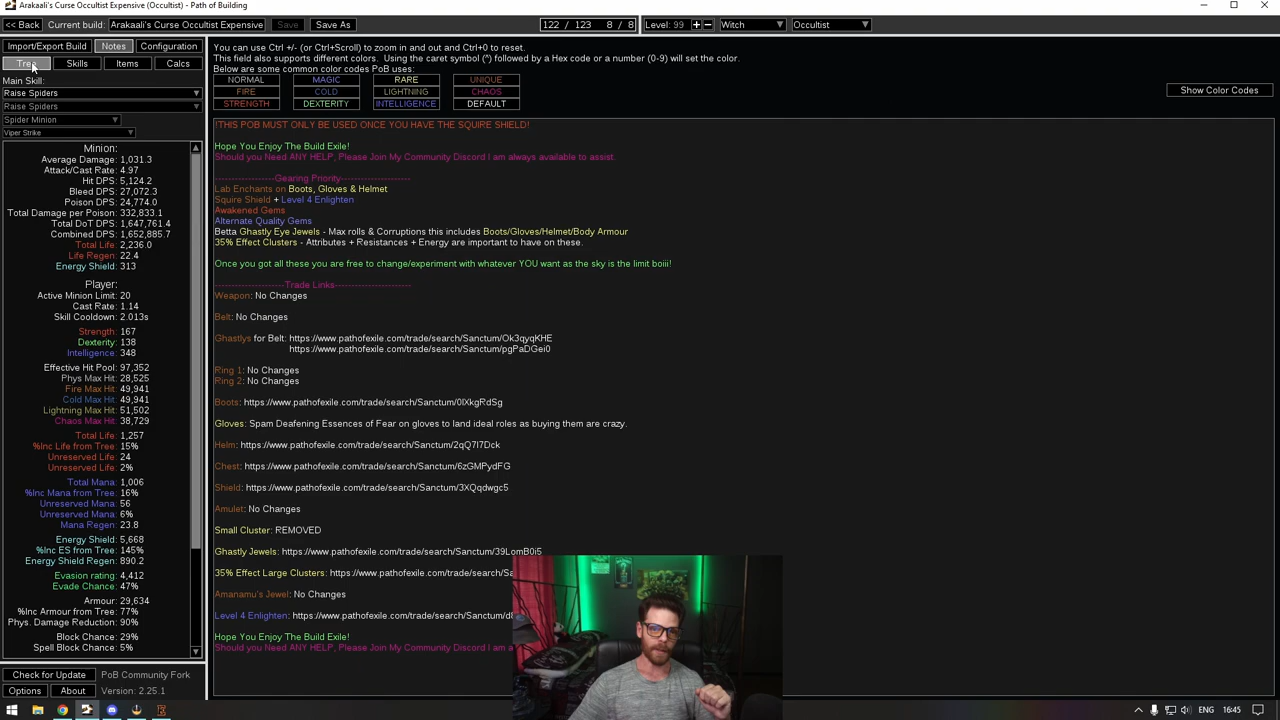 Arakaali's Curse Occultist Expensive (Occultist) - Path of Building
<< Back
Current build: Arakaali's Curse Occultist Expensive
Save
Save As
122 / 123 8 / 8
Level: 99 + -
Witch
Occultist
Import/Export Build
Notes
Configuration
Tree
Skills
Items
Calcs
Main Skill:
Raise Spiders
Raise Spiders
Spider Minion
Viper Strike
Minion:
Average Damage: 1,031.3
Attack/Cast Rate: 4.97
Hit DPS: 5,124.2
Bleed DPS: 27,072.3
Poison DPS: 24,774.0
Total Damage per Poison: 332,833.1
Total DoT DPS: 1,647,761.4
Combined DPS: 1,652,885.7
Total Life: 2,236.0
Life Regen: 22.4
Energy Shield: 313
Player:
Active Minion Limit: 20
Cast Rate: 1.14
Skill Cooldown: 2.013s
Strength: 167
Dexterity: 138
Intelligence: 348
Effective Hit Pool: 97,352
Phys Max Hit: 28,525
Fire Max Hit: 49,941
Cold Max Hit: 49,941
Lightning Max Hit: 51,502
Chaos Max Hit: 38,729
Total Life: 1,257
%Inc Life from Tree: 15%
Unreserved Life: 24
Unreserved Life: 2%
Total Mana: 1,006
%Inc Mana from Tree: 16%
Unreserved Mana: 56
Unreserved Mana: 6%
Mana Regen: 23.8
Energy Shield: 5,668
%Inc ES from Tree: 145%
Energy Shield Regen: 890.2
Evasion rating: 4,412
Evade Chance: 47%
Armour: 29,634
%Inc Armour from Tree: 77%
Phys. Damage Reduction: 90%
Block Chance: 29%
Spell Block Chance: 5%
Check for Update
PoB Community Fork
Options
About
Version: 2.25.1
You can use Ctrl +/- (or Ctrl+Scroll) to zoom in and out and Ctrl+0 to reset.
This field also supports different colors. Using the caret symbol (^) followed by a Hex code or a number (0-9) will set the color.
Below are some common color codes PoB uses:
NORMAL MAGIC RARE UNIQUE
FIRE COLD LIGHTNING CHAOS
STRENGTH DEXTERITY INTELLIGENCE DEFAULT
Show Color Codes
!THIS POB MUST ONLY BE USED ONCE YOU HAVE THE SQUIRE SHIELD!
Hope You Enjoy The Build Exile!
Should you Need ANY HELP, Please Join My Community Discord I am always available to assist.
--------------------Gearing Priority--------------------
Lab Enchants on Boots, Gloves & Helmet
Squire Shield + Level 4 Enlighten
Awakened Gems
Alternate Quality Gems
Betta Ghastly Eye Jewels - Max rolls & Corruptions this includes Boots/Gloves/Helmet/Body Armour
35% Effect Clusters - Attributes + Resistances + Energy are important to have on these.
Once you got all these you are free to change/experiment with whatever YOU want as the sky is the limit boiii!
---------------------Trade Links----------------------
Weapon: No Changes
Belt: No Changes
Ghastlys for Belt: https://www.pathofexile.com/trade/search/Sanctum/Ok3qyqKHE
https://www.pathofexile.com/trade/search/Sanctum/pgPaDGei0
Ring 1: No Changes
Ring 2: No Changes
Boots: https://www.pathofexile.com/trade/search/Sanctum/0lXkgRdSg
Gloves: Spam Deafening Essences of Fear on gloves to land ideal roles as buying them are crazy.
Helm: https://www.pathofexile.com/trade/search/Sanctum/2qQ7l7Dck
Chest: https://www.pathofexile.com/trade/search/Sanctum/6zGMPydFG
Shield: https://www.pathofexile.com/trade/search/Sanctum/3XQqdwgc5
Amulet: No Changes
Small Cluster: REMOVED
Ghastly Jewels: https://www.pathofexile.com/trade/search/Sanctum/39LomB0i5
35% Effect Large Clusters: https://www.pathofexile.com/trade/search/Sa
Amanamu's Jewel: No Changes
Level 4 Enlighten: https://www.pathofexile.com/trade/search/Sanctum/d
Hope You Enjoy The Build Exile!
Should you Need ANY HELP, Please Join My Community Discord I am
ENG 16:45